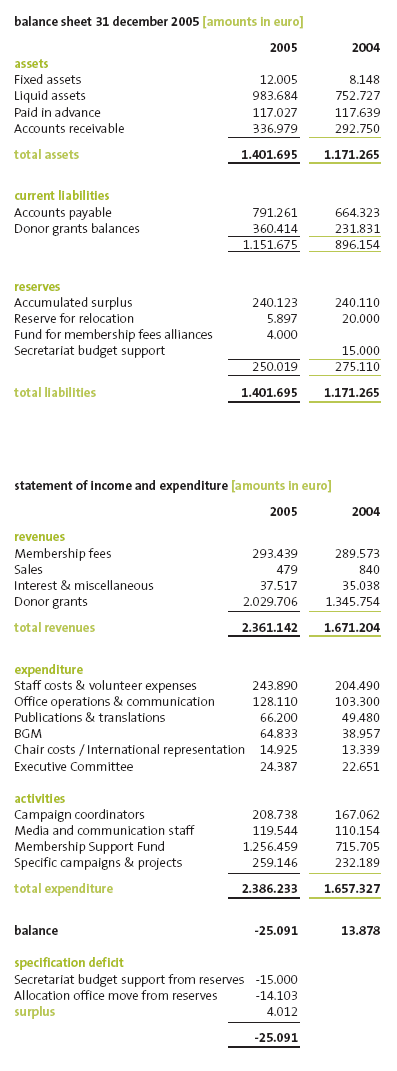 balance sheet 31 december 2005 [amounts in euro]
2005 2004
assets
Fixed assets 12.005 8.148
Liquid assets 983.684 752.727
Paid in advance 117.027 117.639
Accounts receivable 336.979 292.750
total assets 1.401.695 1.171.265
current liabilities
Accounts payable 791.261 664.323
Donor grants balances 360.414 231.831
1.151.675 896.154
reserves
Accumulated surplus 240.123 240.110
Reserve for relocation 5.897 20.000
Fund for membership fees alliances 4.000
Secretariat budget support 15.000
250.019 275.110
total liabilities 1.401.695 1.171.265
statement of income and expenditure [amounts in euro]
2005 2004
revenues
Membership fees 293.439 289.573
Sales 479 840
Interest & miscellaneous 37.517 35.038
Donor grants 2.029.706 1.345.754
total revenues 2.361.142 1.671.204
expenditure
Staff costs & volunteer expenses 243.890 204.490
Office operations & communication 128.110 103.300
Publications & translations 66.200 49.480
BGM 64.833 38.957
Chair costs / International representation 14.925 13.339
Executive Committee 24.387 22.651
activities
Campaign coordinators 208.738 167.062
Media and communication staff 119.544 110.154
Membership Support Fund 1.256.459 715.705
Specific campaigns & projects 259.146 232.189
total expenditure 2.386.233 1.657.327
balance -25.091 13.878
specification deficit
Secretariat budget support from reserves -15.000
Allocation office move from reserves -14.103
surplus 4.012
-25.091